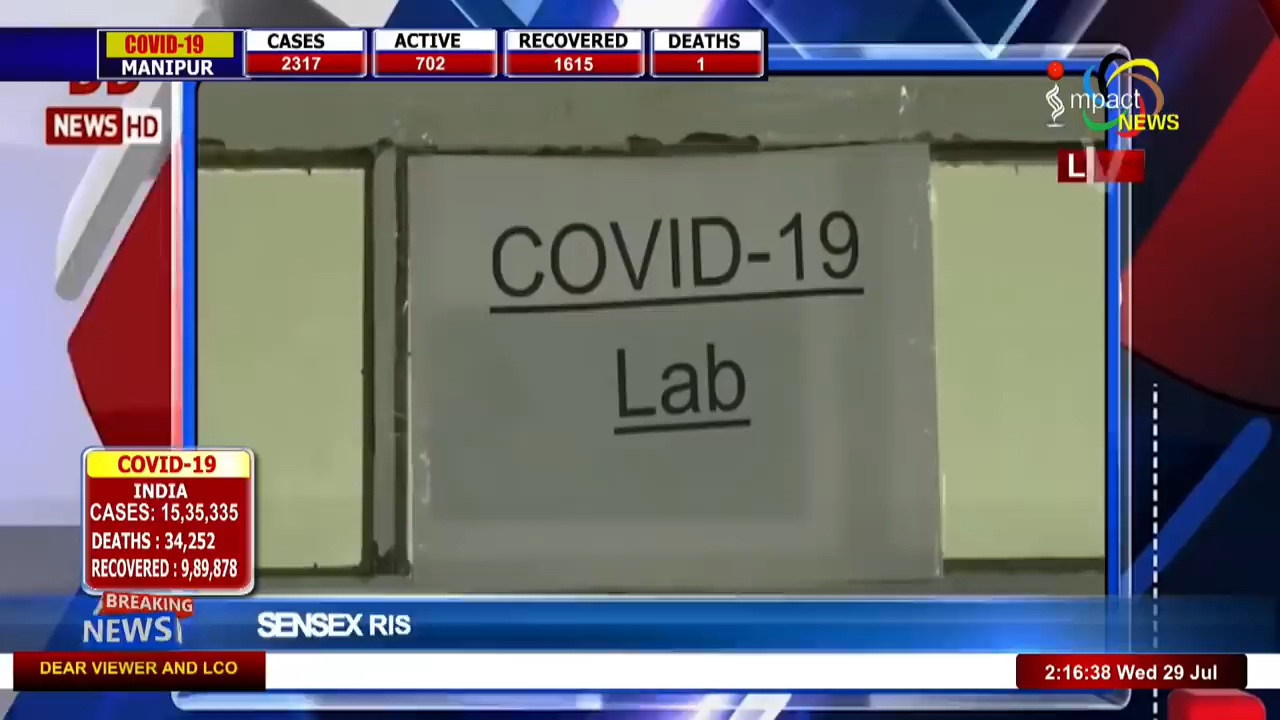 COVID-19
MANIPUR
CASES
2317
ACTIVE
702
RECOVERED
1615
DEATHS
1
NEWS HD
mpact
NEWS
COVID-19
Lab
COVID-19
INDIA
CASES: 15,35,335
DEATHS : 34,252
RECOVERED : 9,89,878
BREAKING
NEWS
SENSEX RIS
DEAR VIEWER AND LCO
2:16:38 Wed 29 Jul